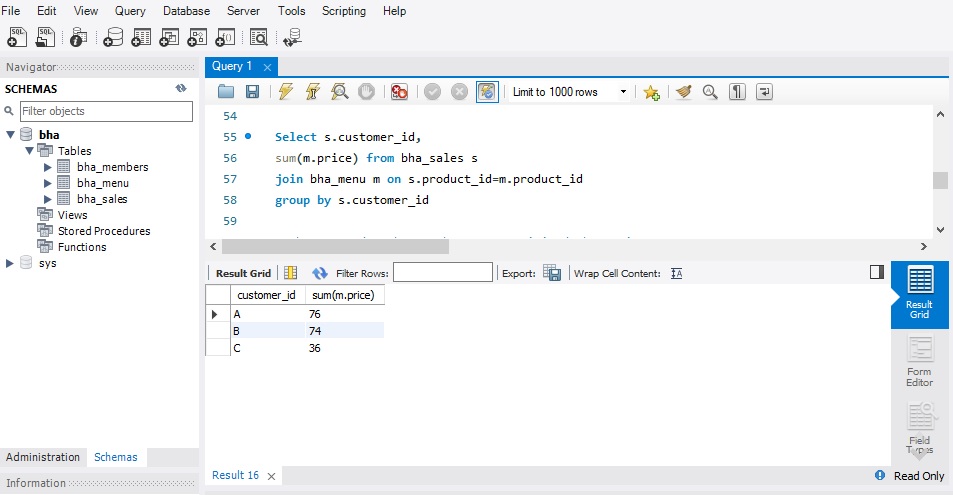 File Edit View Query Database Server Tools Scripting Help
Navigator
SCHEMAS
Filter objects
bha
Tables
bha_members
bha_menu
bha_sales
Views
Stored Procedures
Functions
sys
Administration Schemas
Information
Query 1
Limit to 1000 rows
54
55 Select s.customer_id,
56 sum(m.price) from bha_sales s
57 join bha_menu m on s.product_id=m.product_id
58 group by s.customer_id
59
Result Grid Filter Rows: Export: Wrap Cell Content:
customer_id sum(m.price)
A 76
B 74
C 36
Result
Grid
Form
Editor
Field
Types
Result 16
Read Only